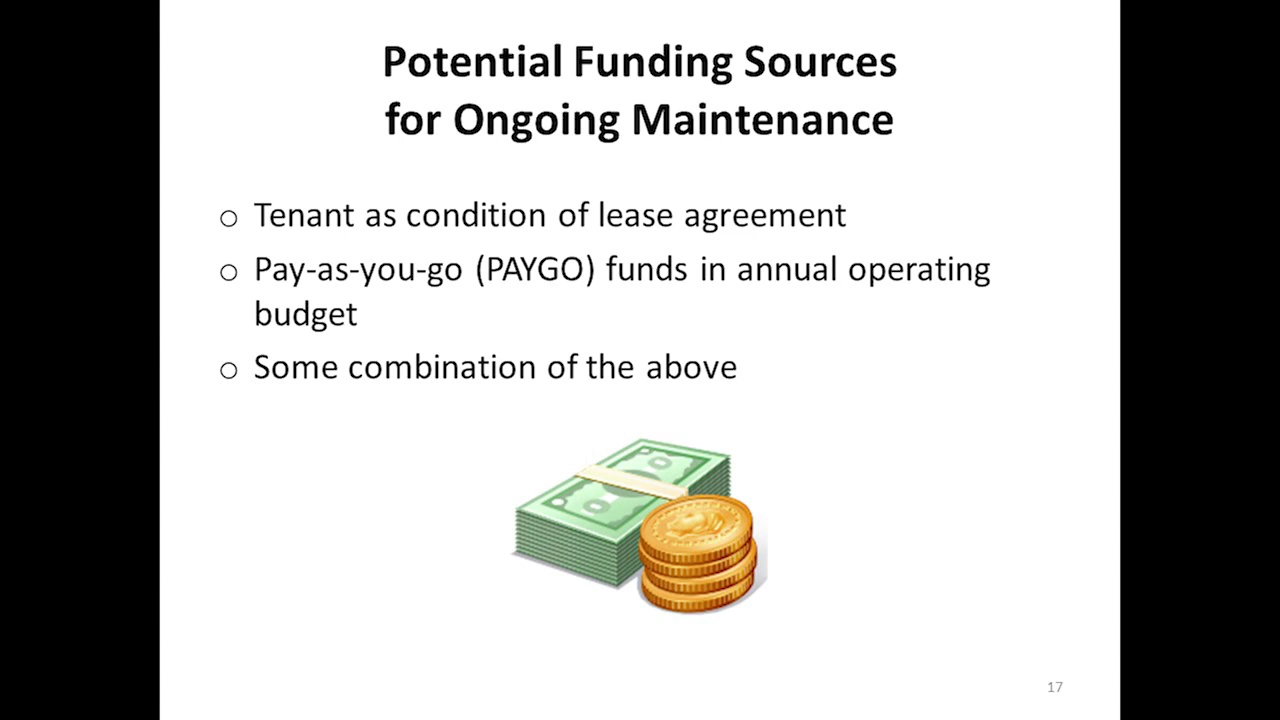 Potential Funding Sources
for Ongoing Maintenance
○ Tenant as condition of lease agreement
○ Pay-as-you-go (PAYGO) funds in annual operating
budget
○ Some combination of the above
17